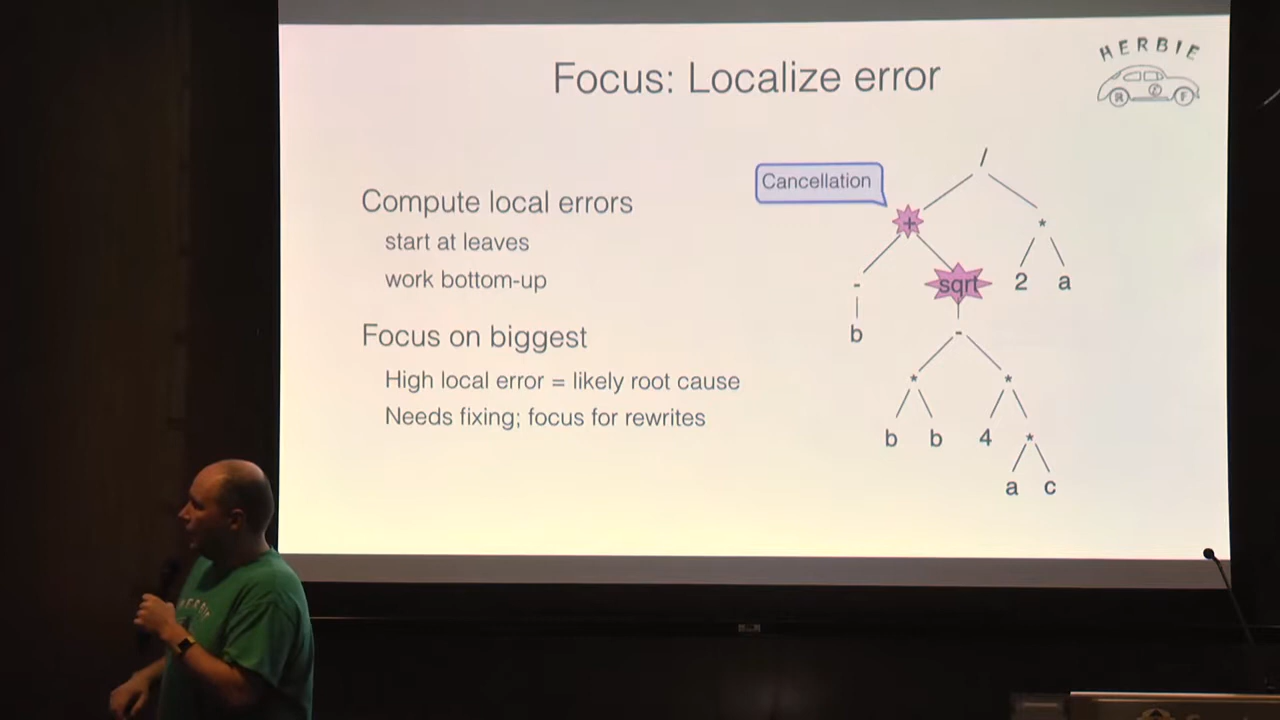 Focus: Localize error
HERBIE
Compute local errors
start at leaves
work bottom-up
Focus on biggest
High local error = likely root cause
Needs fixing; focus for rewrites
Cancellation
/
+ *
- sqrt 2 a
b -
* *
b b 4 *
a c
HERBIE